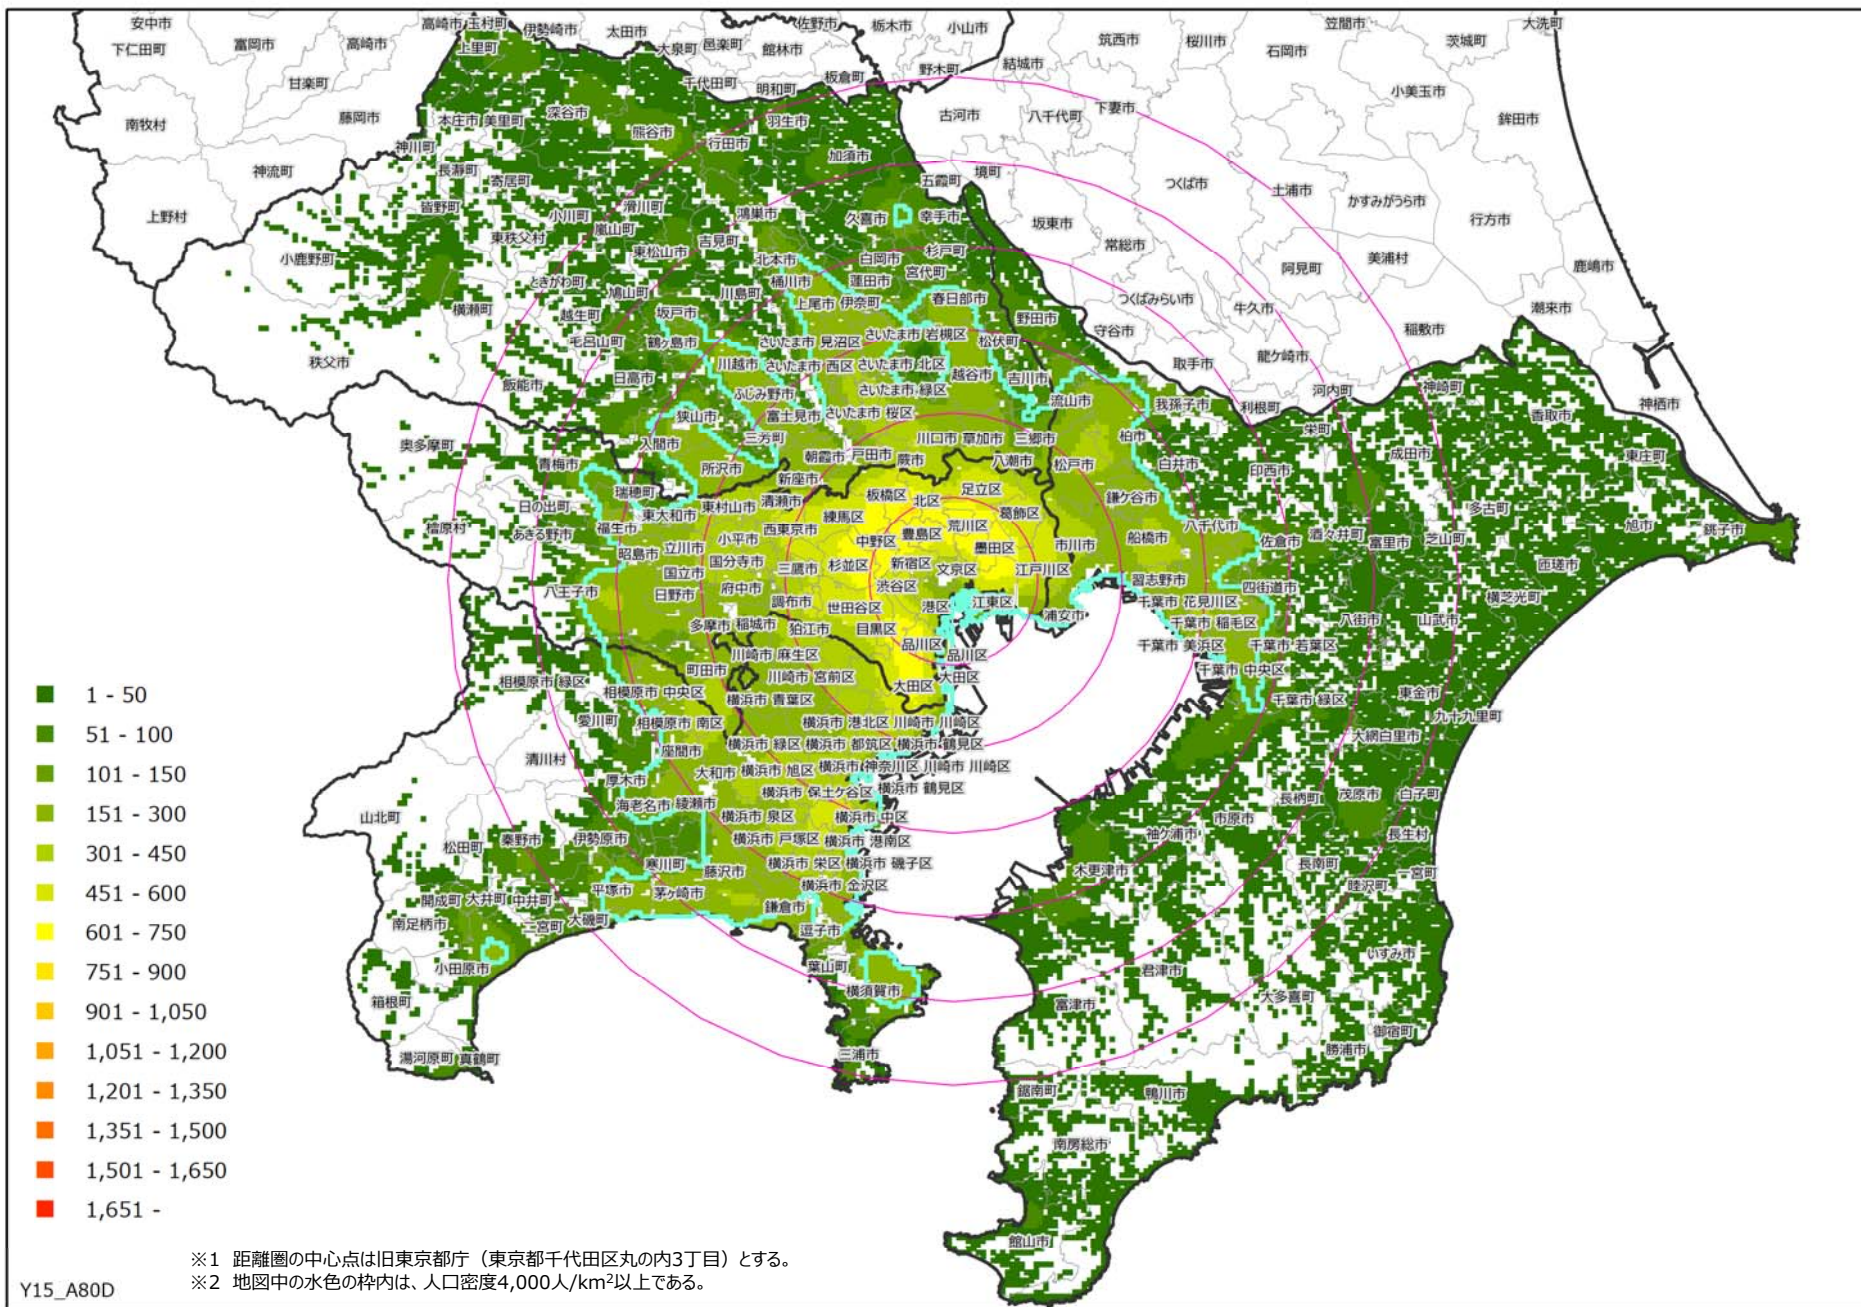 安中市
高崎市 玉村町
伊勢崎市
太田市
佐野市
栃木市
小山市
筑西市
桜川市
笠間市
大洗町
下仁田町
富岡市
高崎市
上里町
大泉町
邑楽町
館林市
野木町
結城市
石岡市
茨城町
甘楽町
千代田町
明和町
板倉町
小美玉市
南牧村
藤岡市
本庄市
美里町
深谷市
熊谷市
羽生市
古河市
八千代町
下妻市
鉾田市
神川町
行田市
加須市
神流町
長瀞町
寄居町
五霞町
境町
つくば市
土浦市
かすみがうら市
上野村
皆野町
小川町
滑川町
鴻巣市
久喜市
幸手市
坂東市
行方市
東秩父村
嵐山町
東松山市
吉見町
杉戸町
常総市
小鹿野町
北本市
白岡市
宮代町
阿見町
美浦村
鹿嶋市
ときがわ町
鳩山町
川島町
桶川市
蓮田市
横瀬町
越生町
坂戸市
上尾市
伊奈町
春日部市
野田市
つくばみらい市
牛久市
潮来市
秩父市
毛呂山町
鶴ヶ島市
さいたま市 見沼区
さいたま市 岩槻区
松伏町
守谷市
稲敷市
飯能市
日高市
川越市
さいたま市 西区
さいたま市 北区
越谷市
吉川市
取手市
龍ケ崎市
ふじみ野市
さいたま市 緑区
流山市
我孫子市
利根町
河内町
神崎町
神栖市
狭山市
富士見市
さいたま市 桜区
香取市
奥多摩町
入間市
三芳町
川口市
草加市
三郷市
柏市
栄町
成田市
青梅市
所沢市
朝霞市
戸田市
蕨市
八潮市
松戸市
白井市
印西市
東庄町
瑞穂町
新座市
板橋区
足立区
檜原村
日の出町
福生市
東大和市
東村山市
清瀬市
北区
鎌ケ谷市
多古町
あきる野市
西東京市
練馬区
葛飾区
荒川区
八千代市
旭市
銚子市
昭島市
立川市
小平市
中野区
豊島区
墨田区
市川市
船橋市
佐倉市
酒々井町
富里市
芝山町
国立市
国分寺市
三鷹市
杉並区
新宿区
文京区
江戸川区
匝瑳市
八王子市
日野市
府中市
渋谷区
習志野市
四街道市
横芝光町
調布市
世田谷区
港区
江東区
浦安市
千葉市 花見川区
多摩市
稲城市
狛江市
目黒区
千葉市 稲毛区
八街市
山武市
川崎市 麻生区
品川区
品川区
千葉市 美浜区
千葉市 若葉区
町田市
川崎市 宮前区
大田区
大田区
千葉市 中央区
相模原市 緑区
相模原市 中央区
横浜市 青葉区
千葉市 緑区
東金市
愛川町
相模原市 南区
横浜市 港北区
川崎市 川崎区
九十九里町
清川村
座間市
横浜市 緑区
横浜市 都筑区
横浜市 鶴見区
大網白里市
厚木市
大和市
横浜市 旭区
横浜市 神奈川区
川崎市 川崎区
海老名市
綾瀬市
横浜市 保土ケ谷区
横浜市 鶴見区
長柄町
茂原市
白子町
山北町
横浜市 泉区
横浜市 中区
市原市
松田町
秦野市
伊勢原市
横浜市 戸塚区
横浜市 港南区
袖ケ浦市
長生村
寒川町
藤沢市
横浜市 栄区
横浜市 磯子区
木更津市
長南町
一宮町
開成町
大井町
中井町
平塚市
茅ヶ崎市
横浜市 金沢区
睦沢町
南足柄市
二宮町
大磯町
鎌倉市
逗子市
いすみ市
小田原市
葉山町
君津市
箱根町
横須賀市
富津市
大多喜町
御宿町
湯河原町
真鶴町
三浦市
勝浦市
鋸南町
鴨川市
南房総市
館山市
1 - 50
51 - 100
101 - 150
151 - 300
301 - 450
451 - 600
601 - 750
751 - 900
901 - 1,050
1,051 - 1,200
1,201 - 1,350
1,351 - 1,500
1,501 - 1,650
1,651 -
※1 距離圏の中心点は旧東京都庁（東京都千代田区丸の内3丁目）とする。
※2 地図中の水色の枠内は、人口密度4,000人/km²以上である。
Y15_A80D